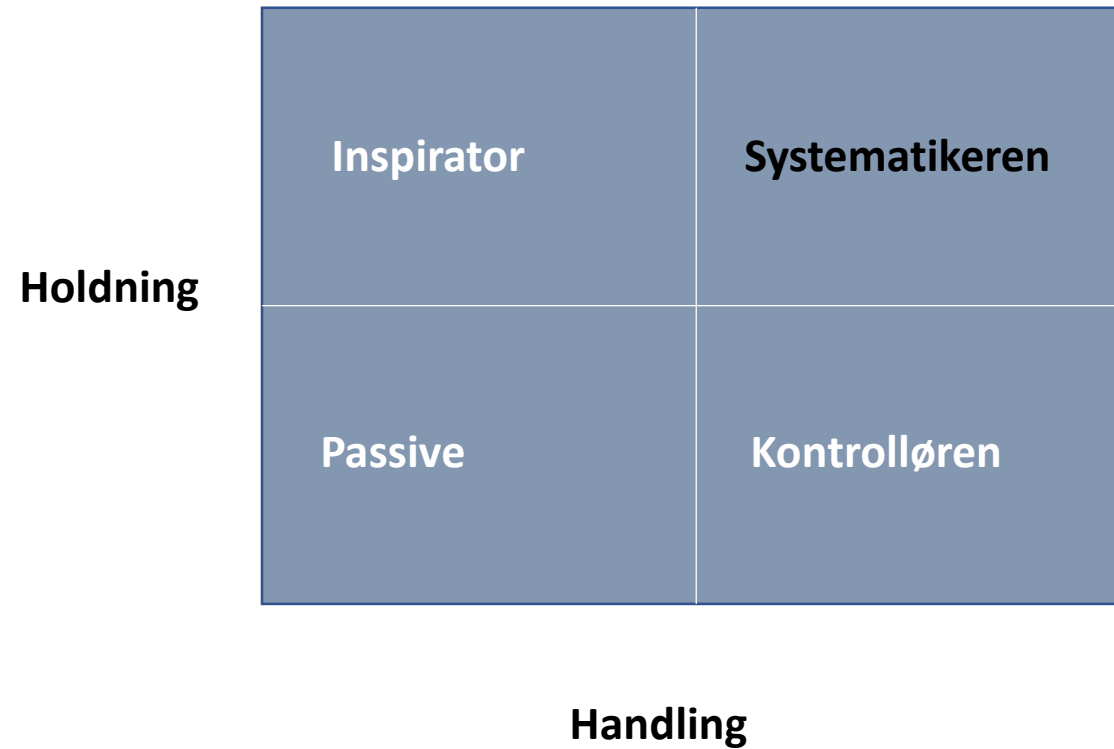 Inspirator
Systematikeren
Holdning
Passive
Kontrolløren
Handling